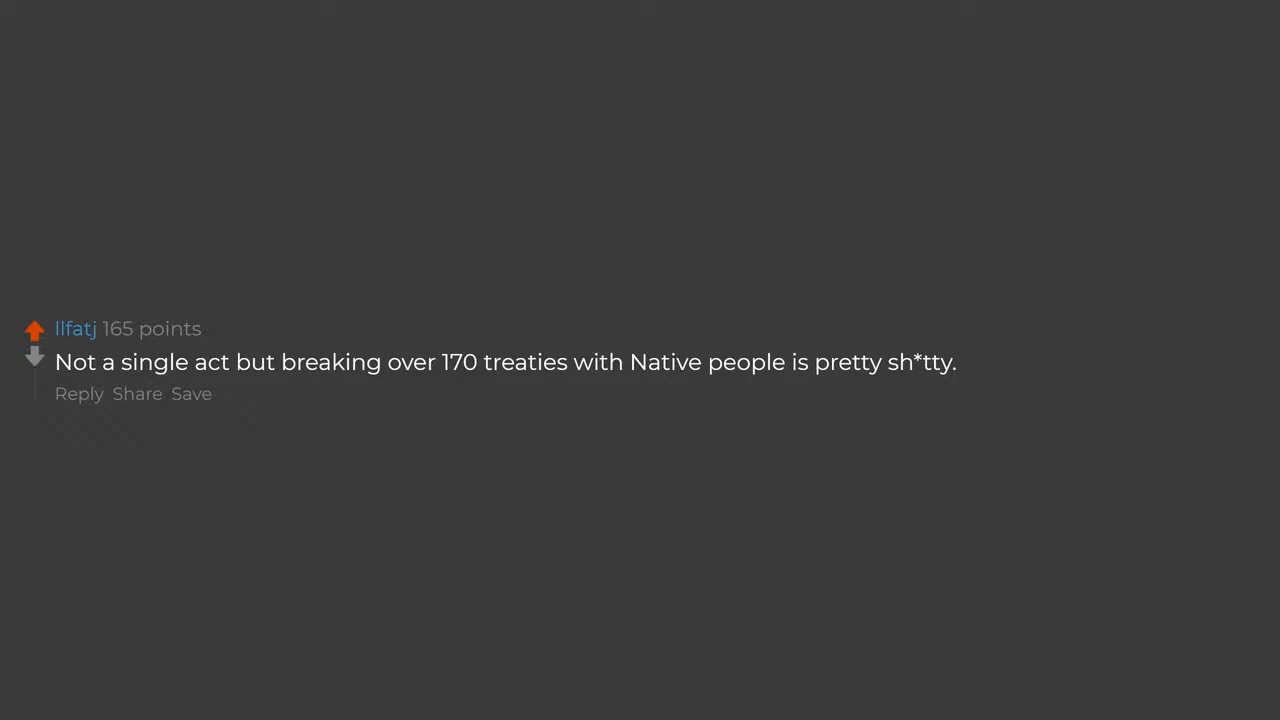 llfatj 165 points
Not a single act but breaking over 170 treaties with Native people is pretty sh*tty.
Reply Share Save